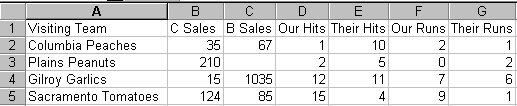 A B C D E F G
1 Visiting Team C Sales B Sales Our Hits Their Hits Our Runs Their Runs
2 Columbia Peaches 35 67 1 10 2 1
3 Plains Peanuts 210 2 5 0 2
4 Gilroy Garlics 15 1035 12 11 7 6
5 Sacramento Tomatoes 124 85 15 4 9 1